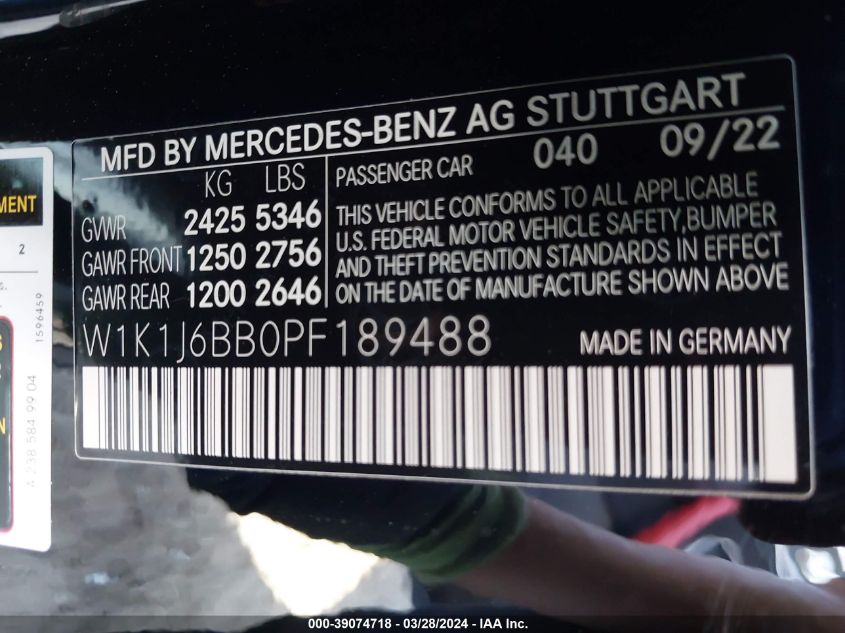 MFD BY MERCEDES-BENZ AG STUTTGART
KG LBS
GVWR 2425 5346
GAWR FRONT 1250 2756
GAWR REAR 1200 2646
PASSENGER CAR 040 09/22
THIS VEHICLE CONFORMS TO ALL APPLICABLE
U.S. FEDERAL MOTOR VEHICLE SAFETY,BUMPER
AND THEFT PREVENTION STANDARDS IN EFFECT
ON THE DATE OF MANUFACTURE SHOWN ABOVE
W1K1J6BB0PF189488 MADE IN GERMANY
2
1596459
A 238 584 99 04
000-39074718 - 03/28/2024 - IAA Inc.